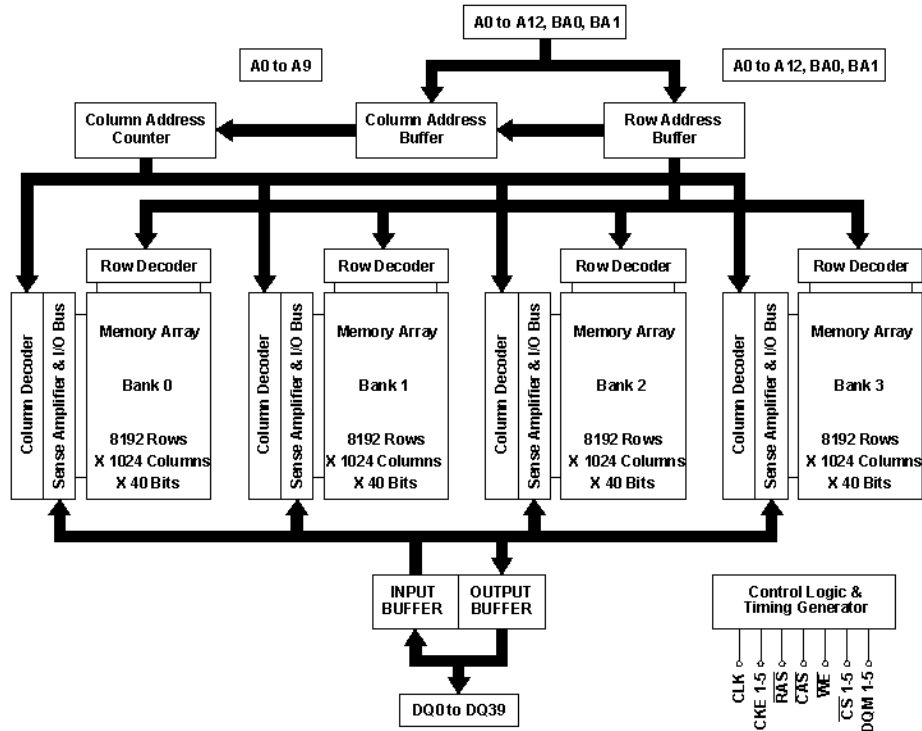 A0 to A12, BA0, BA1
A0 to A9
A0 to A12, BA0, BA1
Column Address
Counter
Column Address
Buffer
Row Address
Buffer
Row Decoder
Row Decoder
Row Decoder
Row Decoder
Column Decoder
Sense Amplifier & I/O Bus
Memory Array
Bank 0
8192 Rows
X 1024 Columns
X 40 Bits
Column Decoder
Sense Amplifier & I/O Bus
Memory Array
Bank 1
8192 Rows
X 1024 Columns
X 40 Bits
Column Decoder
Sense Amplifier & I/O Bus
Memory Array
Bank 2
8192 Rows
X 1024 Columns
X 40 Bits
Column Decoder
Sense Amplifier & I/O Bus
Memory Array
Bank 3
8192 Rows
X 1024 Columns
X 40 Bits
INPUT
BUFFER
OUTPUT
BUFFER
Control Logic &
Timing Generator
CLK
CKE 1-5
RAS
CAS
WE
CS 1-5
DQM 1-5
DQ0 to DQ39